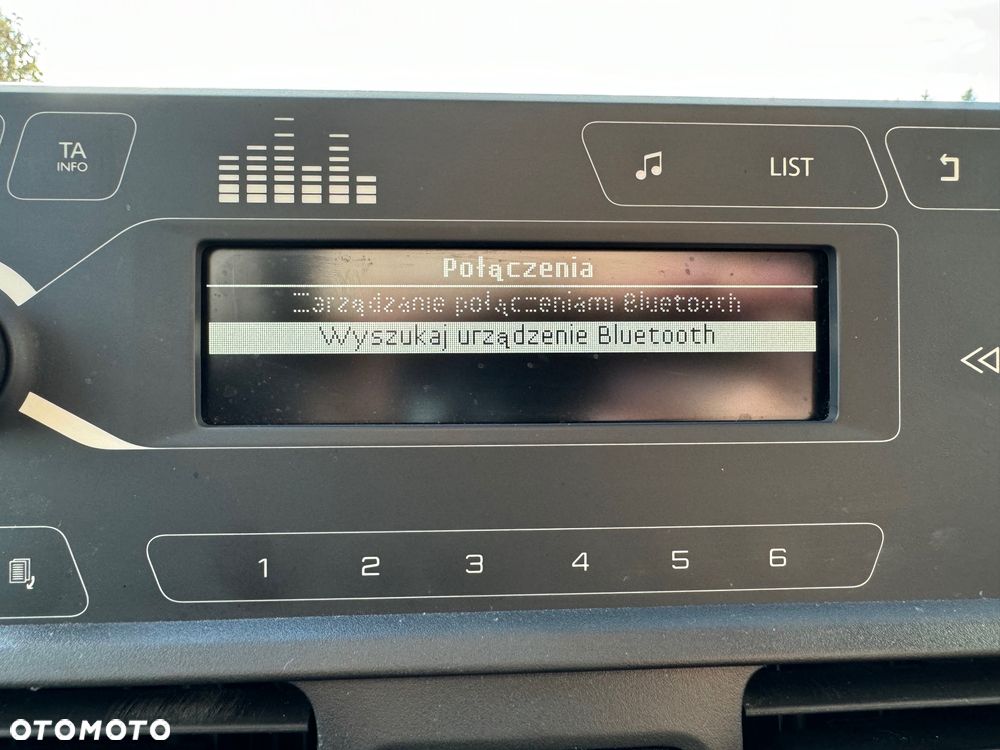 TA
INFO
LIST
Połączenia
Zarządzanie połączeniami Bluetooth
Wyszukaj urządzenie Bluetooth
1 2 3 4 5 6
OTOMOTO